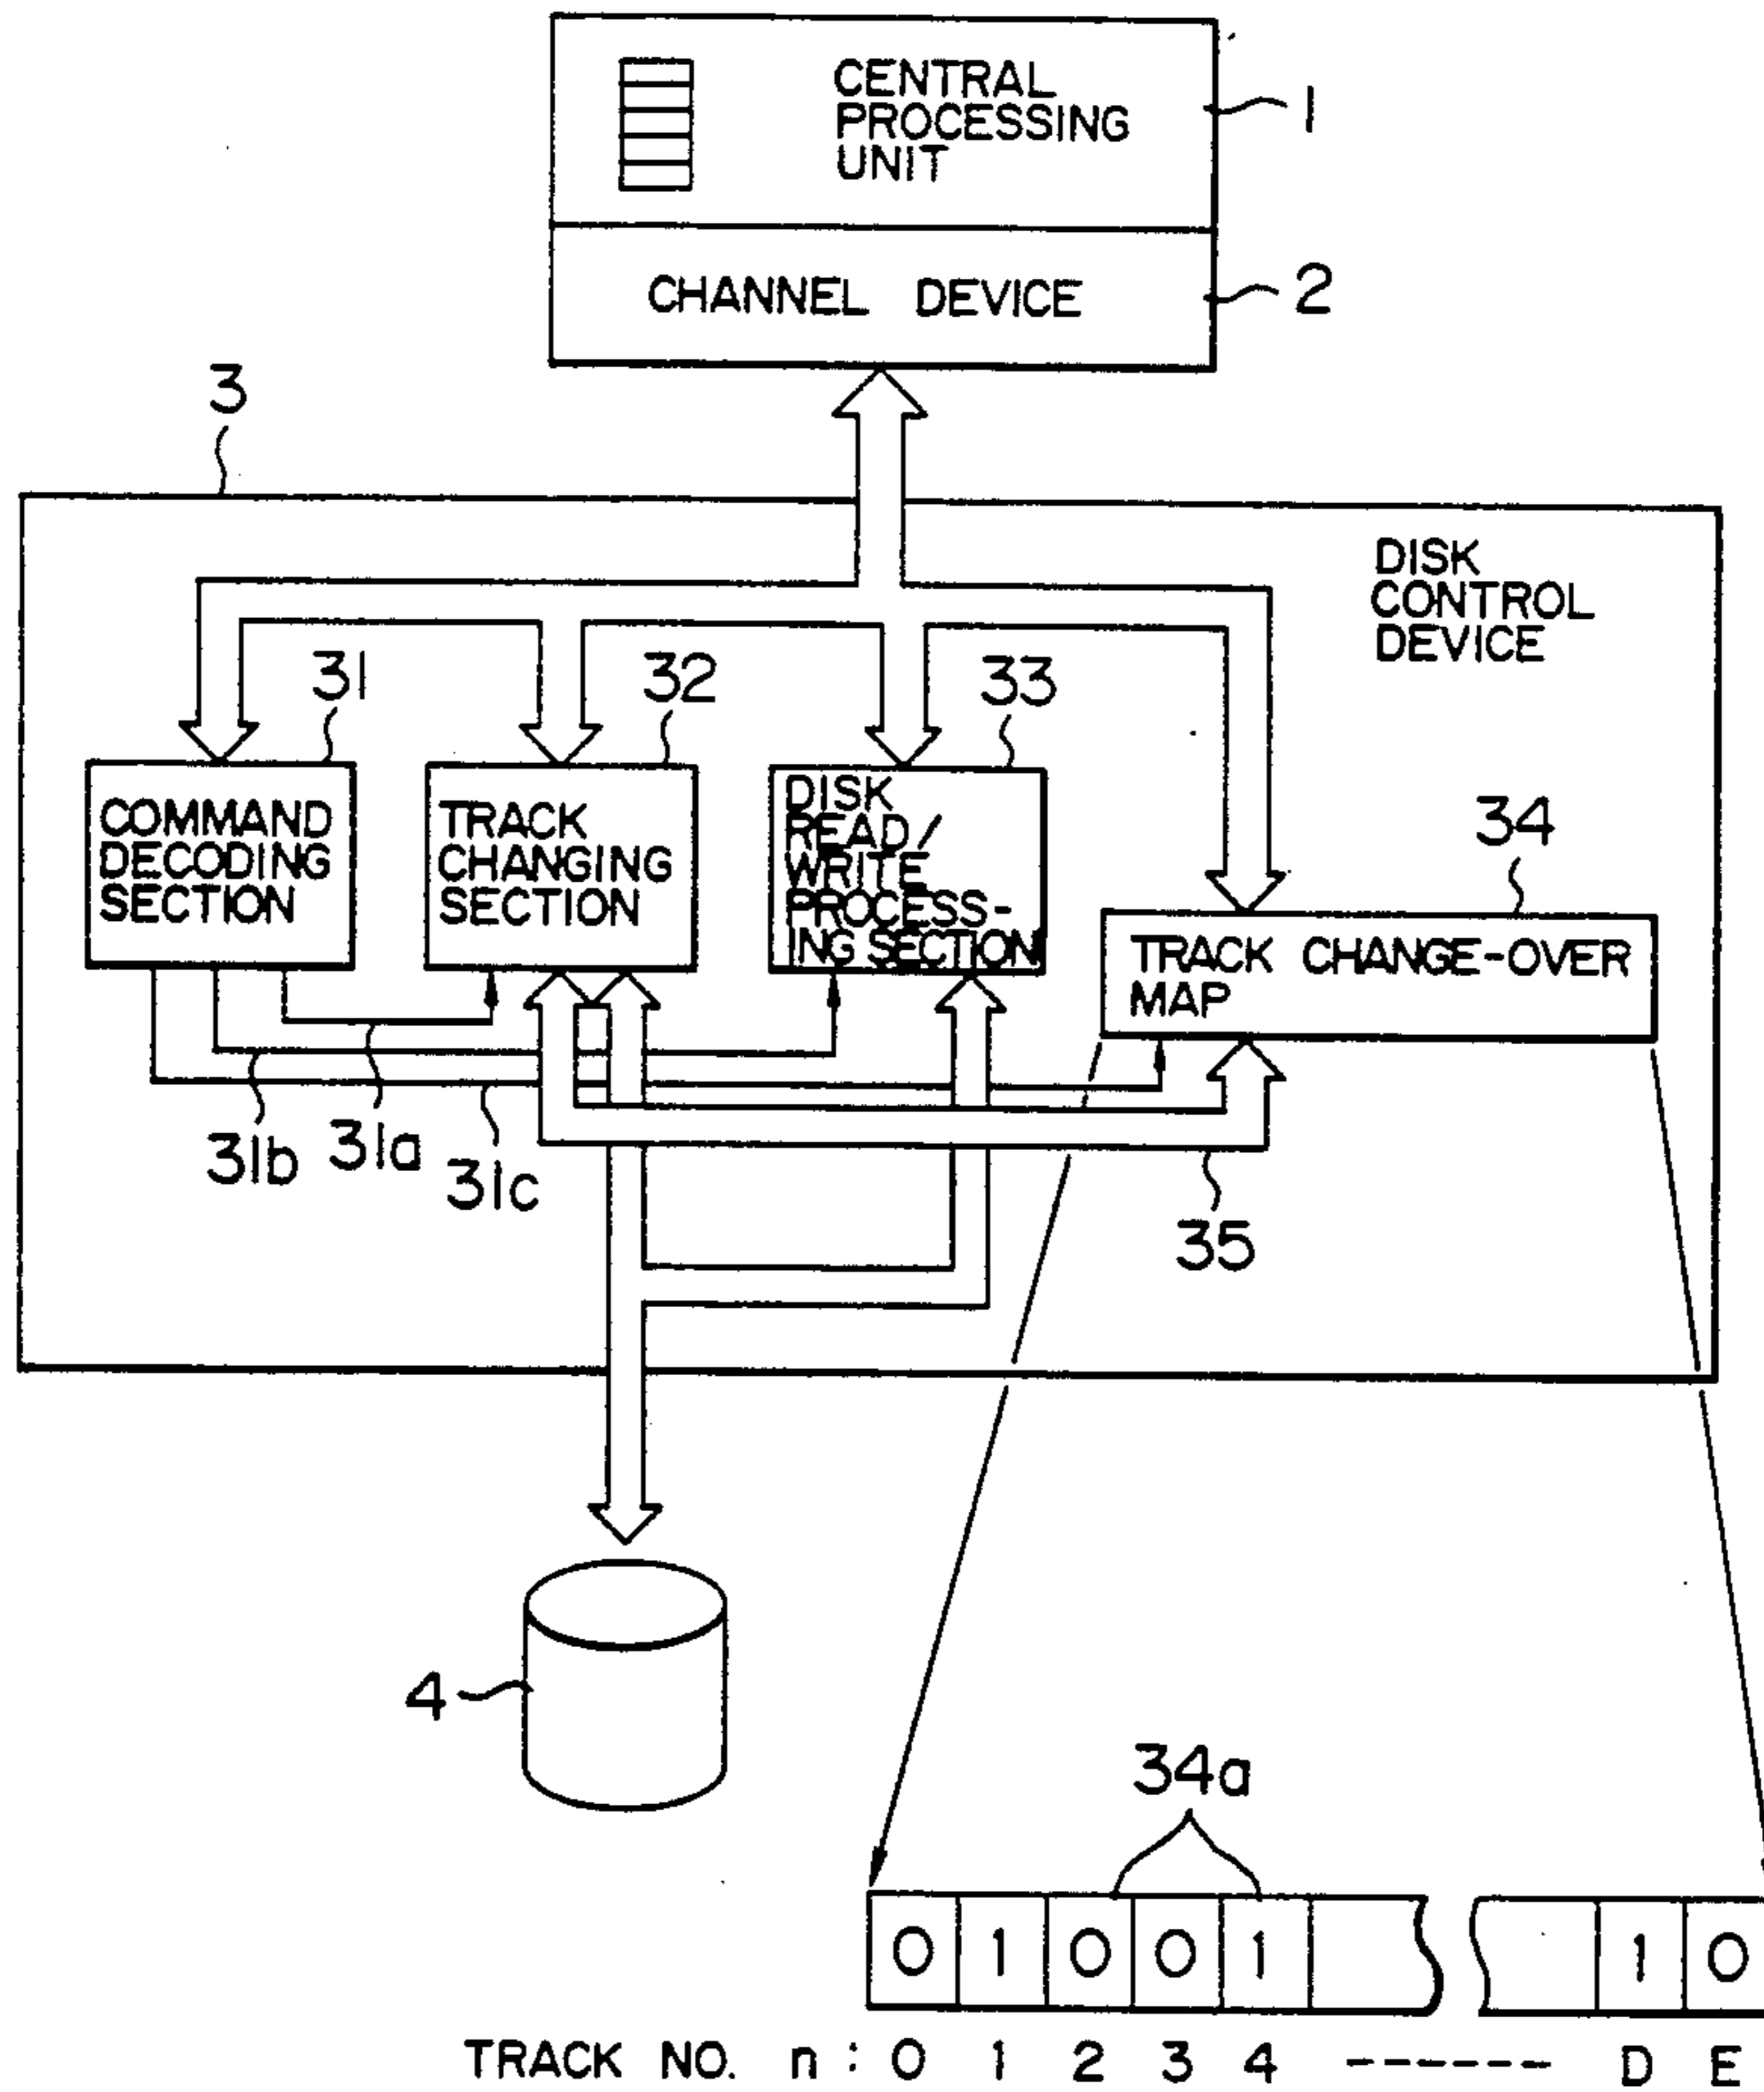 CENTRAL
PROCESSING
UNIT
1
CHANNEL DEVICE
2
3
DISK
CONTROL
DEVICE
31
32
33
34
COMMAND
DECODING
SECTION
TRACK
CHANGING
SECTION
DISK
READ/
WRITE
PROCESS-
ING SECTION
TRACK CHANGE-OVER
MAP
31b
31a
31c
35
4
34a
0 1 0 0 1 1 0
TRACK NO. n : 0 1 2 3 4 ------ D E